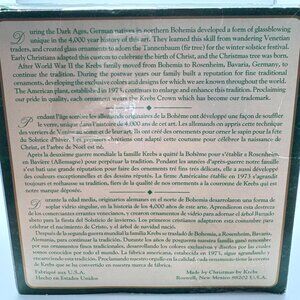 During the Dark Ages, German natives in northern Bohemia developed a form of glassblowing
unique in the 4,000 year history of this art. They learned this skill from wandering Venetian
traders, and created glass ornaments to adorn the Tannenbaum (fir tree) for the winter solstice festival.
Early Christians adapted this custom to celebrate the birth of Christ, and the Christmas tree was born.
After World War II the Krebs family moved from Bohemia to Rosenheim, Bavaria, Germany, to
continue the tradition. During the postwar years our family built a reputation for fine traditional
ornaments, developing the exclusive colors and designs for which we are known throughout the world.
The American plant, established in 1973 continues to enlarge and enhance this tradition. Proclaiming
our pride in quality, each ornament wears the Krebs Crown which has become our trademark.
Pendant l'âge sombre les allemands originaires de la Bohême ont développé une façon de souffler
le verre, unique dans l'histoire de 4,000 ans de cet art. Les allemands on appris cette technique
des verriers de Venise et leur Ils ont créé des ornements pour orner le sapin pour la fête
du Solstice d'hiver. Les premiers chrétiens ont adapté cette coutume pour célébrer la naissance de
Christ, et l'arbre de Noël est né.
Après la deuxième guerre mondiale la famille Krebs a quitté la Bohême pour s'établir a Rosenheim
en Bavière (Allemagne) pour perpétuer la tradition. Pendant les années d'après-guerre notre famille
s'est bati une grande réputation pour faire des ornements très fins delicats, elle a aussi développé
des couleurs exceptionelles et des dessins fins. La firme Américaine établie en 1973 s'agrandit
toujours et rehausse sa tradition, fiers de la qualité de nos ornements a la couronne de Krebs qui est
notre marque déposée.
Durante la edad media, originarios alemanes en el norte de Bohemia desarrollaron una forma de
vidrio soplado, singular en la historia de los 4,000 años de este arte. Aprendieron esta destreza
de los comerciantes errantes venecianos, y crearon ornamentos de vidrio para adornar el árbol
abeto para la fiesta del Solsticio de invierno. Los primeros cristianos adaptaron esta costumbre para
celebrar el nacimiento de Cristo, y el árbol de navidad nació.
Después de la segunda guerra mundial la familia Krebs se trasladó de Bohemia, a Rosenheim, Bavaria,
Alemania, para continuar la tradición. Durante los años de posguerra nuestra familia ganó renombre
por finos ornamentos tradicionales, desarrollando los colores exclusivos y diseños por los cuales
somos conocidos por todo el mundo. La fabrica americana, establecida en 1973, sigue agrandando
y enriqueciendo esta tradición. Proclamando nuestro orgullo en calidad, cada ornamento lleva la corona
de Krebs que se ha convertido en nuestra marca de fabrica.
Fabriqué aux U.S.A.
Hecho en Estados Unidos
Made by Christmas by Krebs
Roswell, New Mexico 88202 U.S.A.